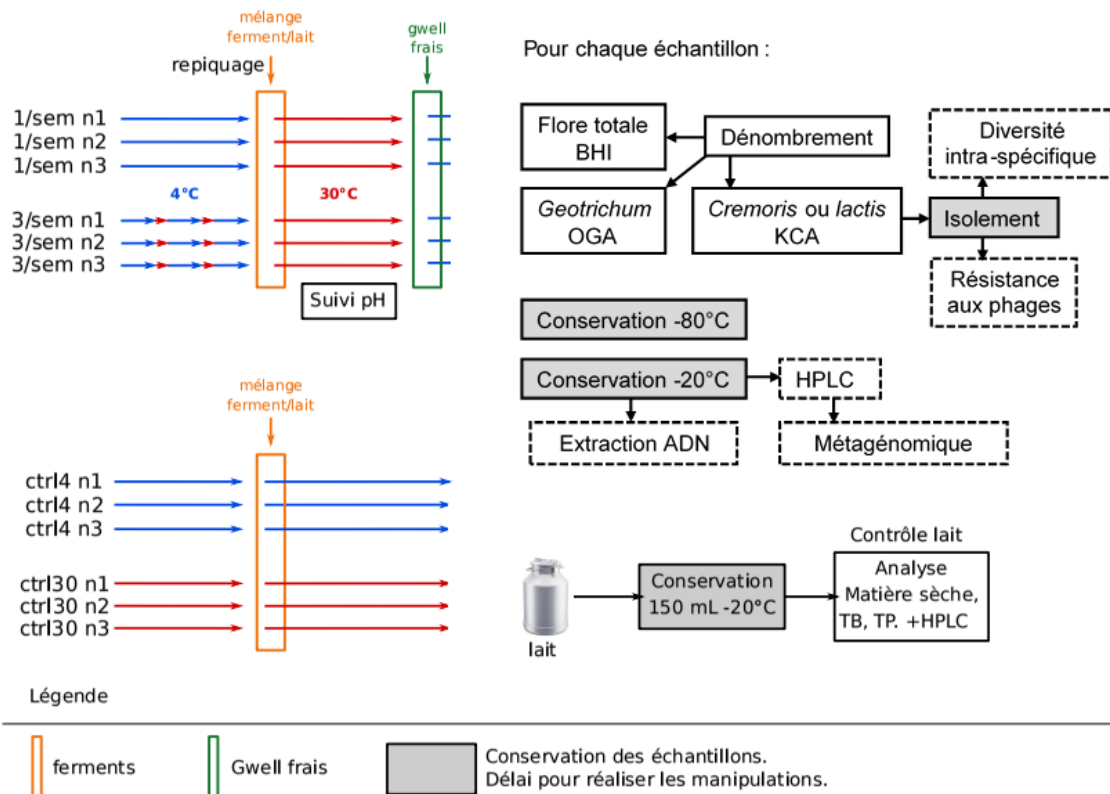 mélange
ferment/lait
repiquage
gwell
frais
1/sem n1
1/sem n2
1/sem n3
4°C
30°C
3/sem n1
3/sem n2
3/sem n3
Suivi pH
Pour chaque échantillon :
Flore totale
BHI
Dénombrement
Diversité
intra-spécifique
Geotrichum
OGA
Cremoris ou lactis
KCA
Isolement
Résistance
aux phages
Conservation -80°C
Conservation -20°C
HPLC
Extraction ADN
Métagénomique
mélange
ferment/lait
ctrl4 n1
ctrl4 n2
ctrl4 n3
ctrl30 n1
ctrl30 n2
ctrl30 n3
lait
Conservation
150 mL -20°C
Contrôle lait
Analyse
Matière sèche,
TB, TP. +HPLC
Légende
ferments
Gwell frais
Conservation des échantillons.
Délai pour réaliser les manipulations.